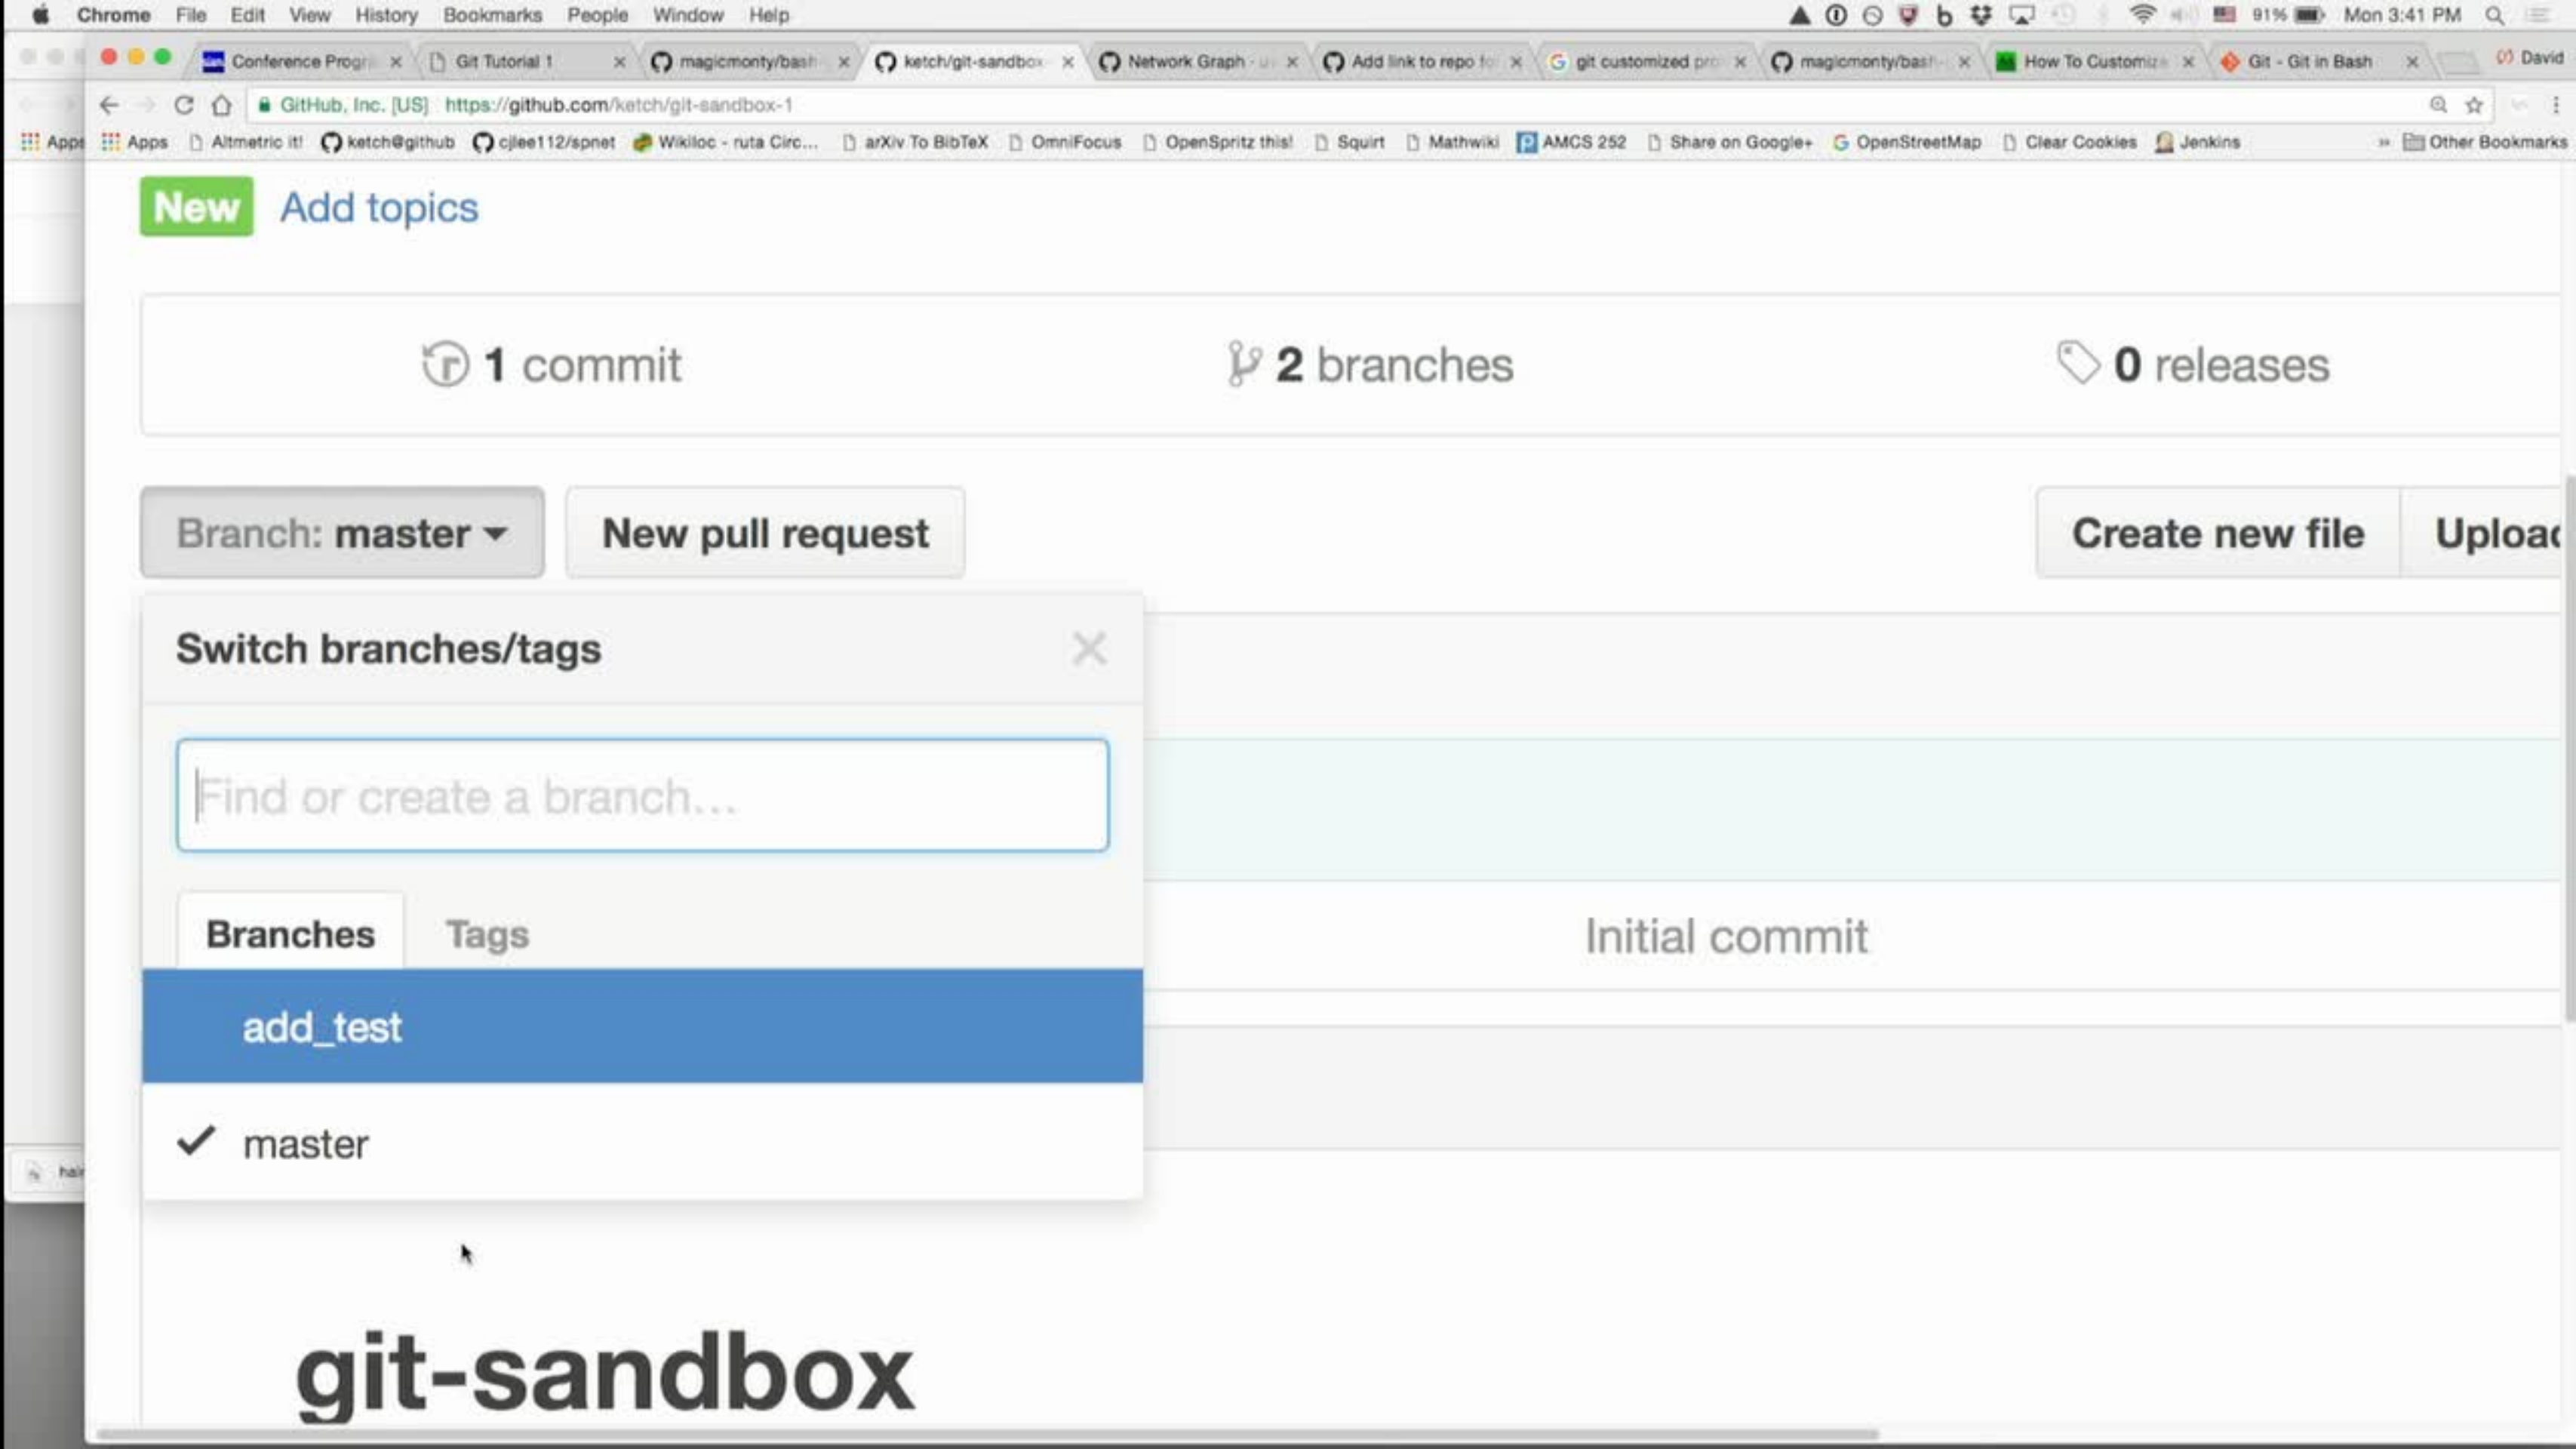 Chrome File Edit View History Bookmarks People Window Help 91% Mon 3:41 PM
Conference Progr Git Tutorial 1 magicmonty/bash ketch/git-sandbox Network Graph Add link to repo fo git customized pro magicmonty/bash How To Customize Git - Git in Bash David
GitHub, Inc. [US] https://github.com/ketch/git-sandbox-1
Apps Apps Altmetric it! ketch@github cjlee112/spnet Wikiloc - ruta Circ... arXiv To BibTeX OmniFocus OpenSpritz this! Squirt Mathwiki AMCS 252 Share on Google+ OpenStreetMap Clear Cookies Jenkins » Other Bookmarks
New Add topics
1 commit 2 branches 0 releases
Branch: master New pull request Create new file Upload
Switch branches/tags
Find or create a branch...
Branches Tags
Initial commit
add_test
master
git-sandbox